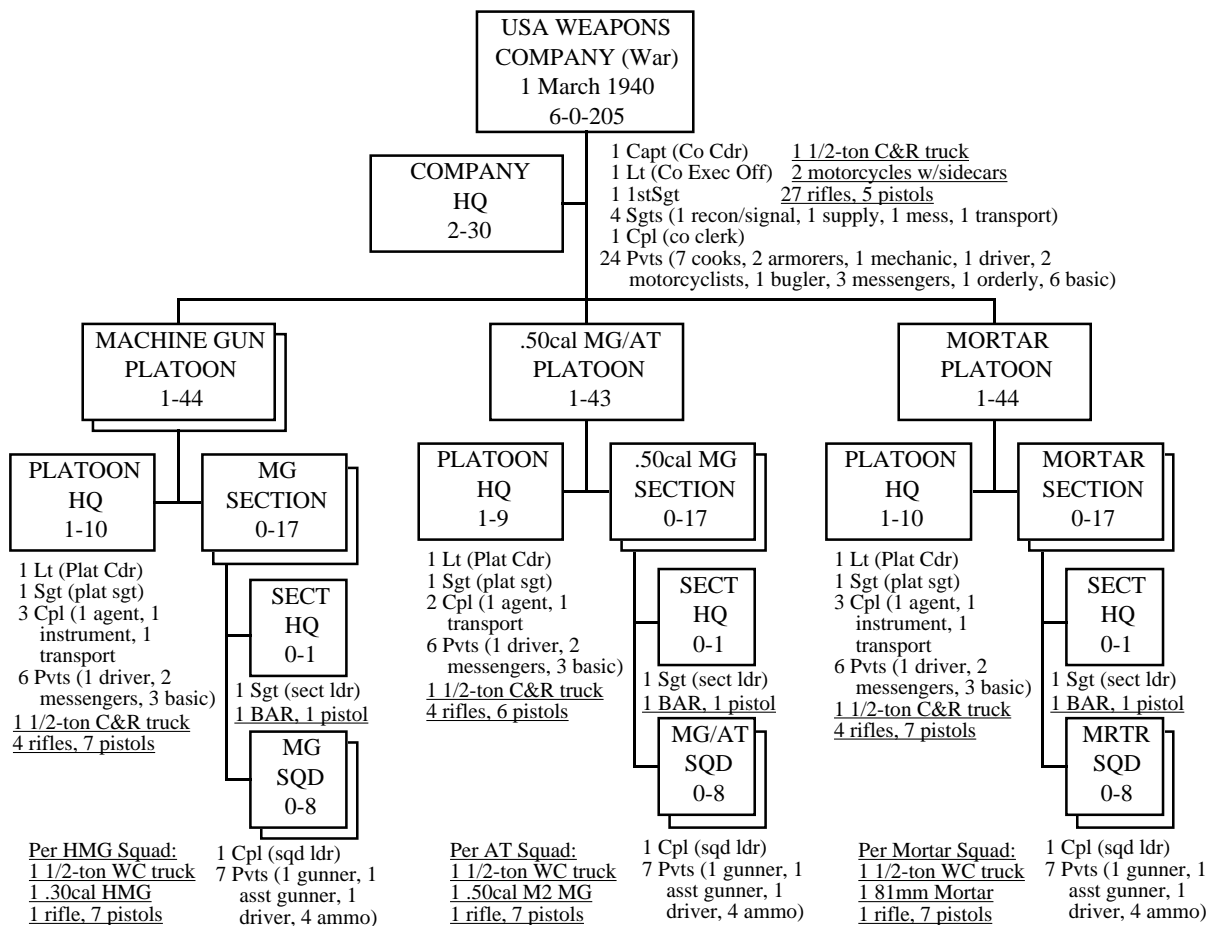 USA WEAPONS
COMPANY (War)
1 March 1940
6-0-205
COMPANY
HQ
2-30
1 Capt (Co Cdr) 1 1/2-ton C&R truck
1 Lt (Co Exec Off) 2 motorcycles w/sidecars
1 1stSgt 27 rifles, 5 pistols
4 Sgts (1 recon/signal, 1 supply, 1 mess, 1 transport)
1 Cpl (co clerk)
24 Pvts (7 cooks, 2 armorers, 1 mechanic, 1 driver, 2
motorcyclists, 1 bugler, 3 messengers, 1 orderly, 6 basic)
MACHINE GUN
PLATOON
1-44
.50cal MG/AT
PLATOON
1-43
MORTAR
PLATOON
1-44
PLATOON
HQ
1-10
MG
SECTION
0-17
1 Lt (Plat Cdr)
1 Sgt (plat sgt)
3 Cpl (1 agent, 1
instrument, 1
transport
6 Pvts (1 driver, 2
messengers, 3 basic)
1 1/2-ton C&R truck
4 rifles, 7 pistols
SECT
HQ
0-1
1 Sgt (sect ldr)
1 BAR, 1 pistol
MG
SQD
0-8
Per HMG Squad:
1 1/2-ton WC truck
1 .30cal HMG
1 rifle, 7 pistols
1 Cpl (sqd ldr)
7 Pvts (1 gunner, 1
asst gunner, 1
driver, 4 ammo)
PLATOON
HQ
1-9
.50cal MG
SECTION
0-17
1 Lt (Plat Cdr)
1 Sgt (plat sgt)
2 Cpl (1 agent, 1
transport
6 Pvts (1 driver, 2
messengers, 3 basic)
1 1/2-ton C&R truck
4 rifles, 6 pistols
SECT
HQ
0-1
1 Sgt (sect ldr)
1 BAR, 1 pistol
MG/AT
SQD
0-8
Per AT Squad:
1 1/2-ton WC truck
1 .50cal M2 MG
1 rifle, 7 pistols
1 Cpl (sqd ldr)
7 Pvts (1 gunner, 1
asst gunner, 1
driver, 4 ammo)
PLATOON
HQ
1-10
MORTAR
SECTION
0-17
1 Lt (Plat Cdr)
1 Sgt (plat sgt)
3 Cpl (1 agent, 1
instrument, 1
transport
6 Pvts (1 driver, 2
messengers, 3 basic)
1 1/2-ton C&R truck
4 rifles, 7 pistols
SECT
HQ
0-1
1 Sgt (sect ldr)
1 BAR, 1 pistol
MRTR
SQD
0-8
Per Mortar Squad:
1 1/2-ton WC truck
1 81mm Mortar
1 rifle, 7 pistols
1 Cpl (sqd ldr)
7 Pvts (1 gunner, 1
asst gunner, 1
driver, 4 ammo)